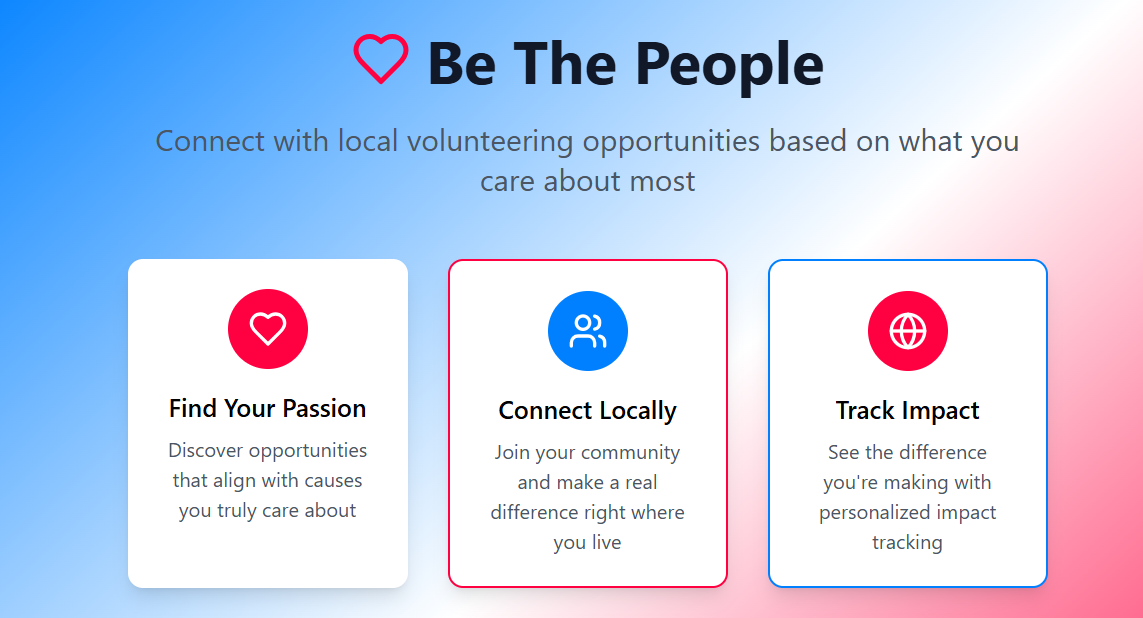 Be The People
Connect with local volunteering opportunities based on what you
care about most
Find Your Passion
Discover opportunities
that align with causes
you truly care about
Connect Locally
Join your community
and make a real
difference right where
you live
Track Impact
See the difference
you're making with
personalized impact
tracking